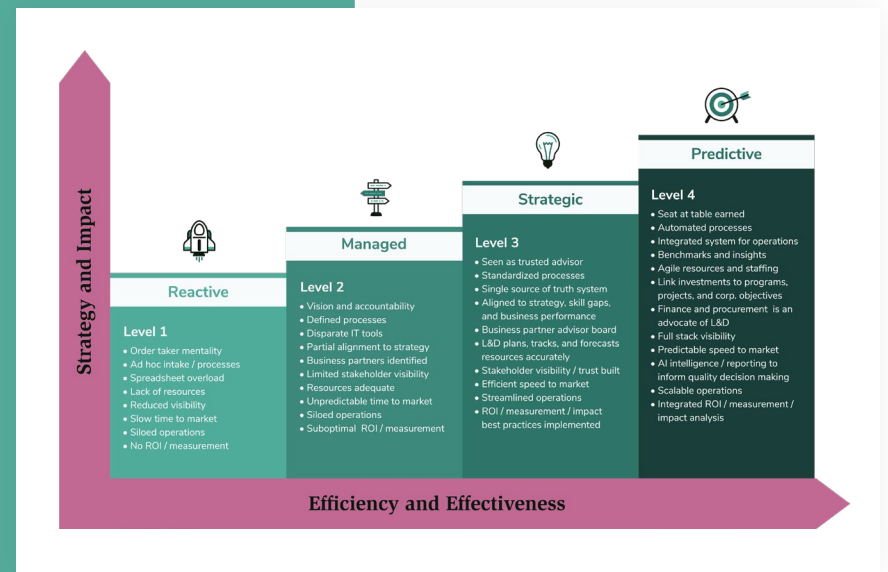 Strategy and Impact
Reactive
Level 1
• Order taker mentality
• Ad hoc intake / processes
• Spreadsheet overload
• Lack of resources
• Reduced visibility
• Slow time to market
• Siloed operations
• No ROI / measurement
Managed
Level 2
• Vision and accountability
• Defined processes
• Disparate IT tools
• Partial alignment to strategy
• Business partners identified
• Limited stakeholder visibility
• Resources adequate
• Unpredictable time to market
• Siloed operations
• Suboptimal ROI / measurement
Strategic
Level 3
• Seen as trusted advisor
• Standardized processes
• Single source of truth system
• Aligned to strategy, skill gaps,
and business performance
• Business partner advisor board
• L&D plans, tracks, and forecasts
resources accurately
• Stakeholder visibility / trust built
• Efficient speed to market
• Streamlined operations
• ROI / measurement / impact
best practices implemented
Predictive
Level 4
• Seat at table earned
• Automated processes
• Integrated system for operations
• Benchmarks and insights
• Agile resources and staffing
• Link investments to programs,
projects, and corp. objectives
• Finance and procurement is an
advocate of L&D
• Full stack visibility
• Predictable speed to market
• AI intelligence / reporting to
inform quality decision making
• Scalable operations
• Integrated ROI / measurement /
impact analysis
Efficiency and Effectiveness